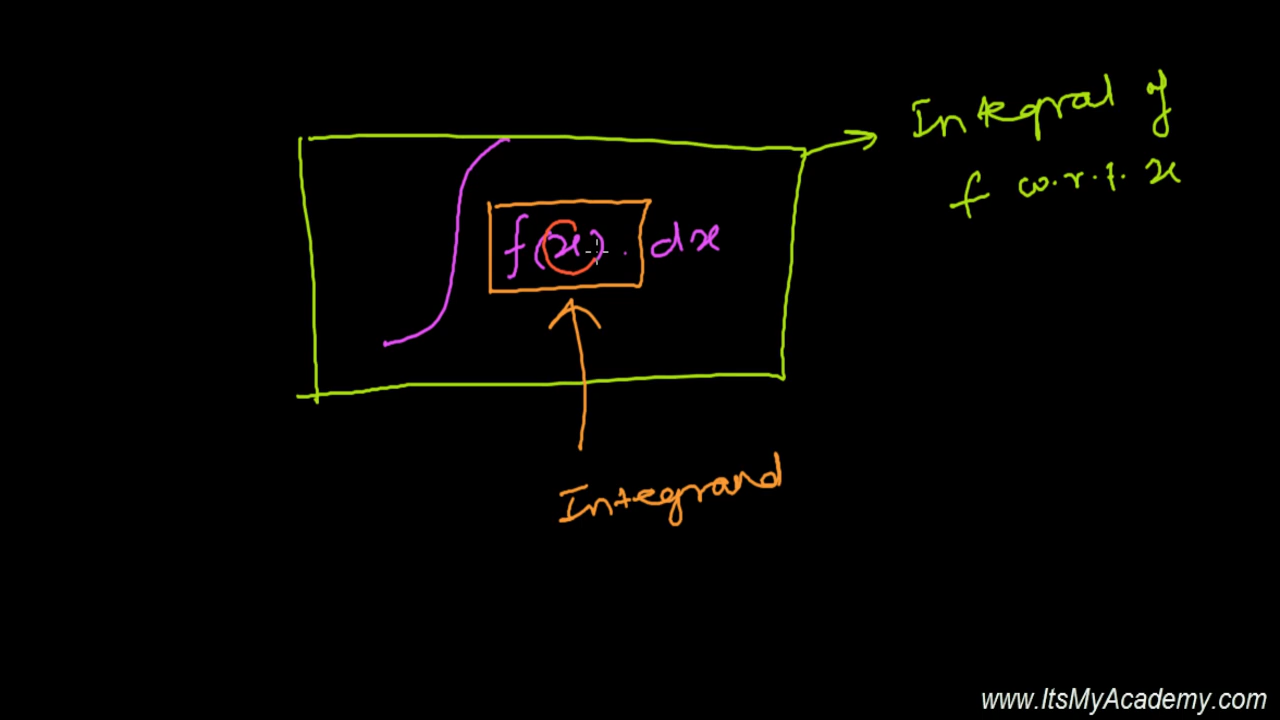 Integral of
f w.r.t. x
∫ f(x). dx
Integrand
www.ItsMyAcademy.com